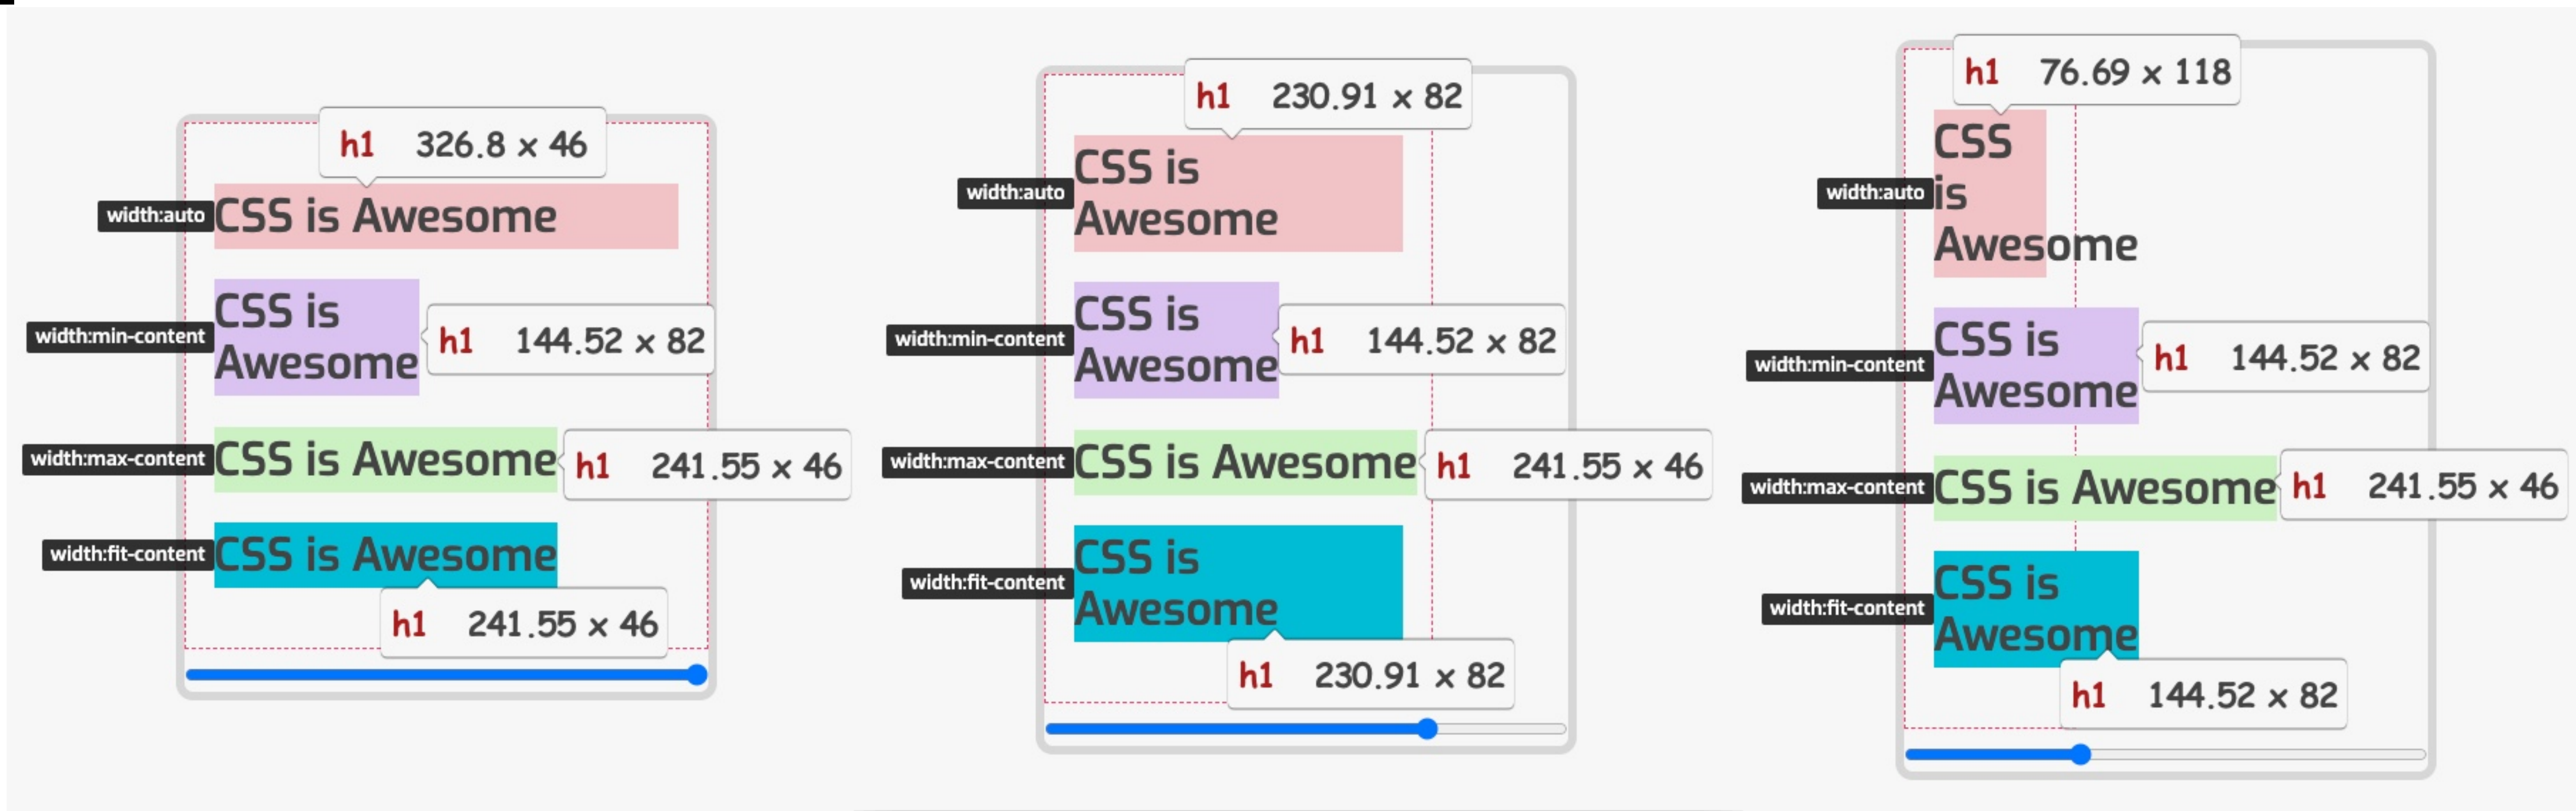 h1 326.8 x 46
width:auto CSS is Awesome
width:min-content CSS is
Awesome
h1 144.52 x 82
width:max-content CSS is Awesome h1 241.55 x 46
width:fit-content CSS is Awesome
h1 241.55 x 46
h1 230.91 x 82
width:auto CSS is
Awesome
width:min-content CSS is
Awesome
h1 144.52 x 82
width:max-content CSS is Awesome h1 241.55 x 46
width:fit-content CSS is
Awesome
h1 230.91 x 82
h1 76.69 x 118
CSS
width:auto is
Awesome
width:min-content CSS is
Awesome
h1 144.52 x 82
width:max-content CSS is Awesome h1 241.55 x 46
width:fit-content CSS is
Awesome
h1 144.52 x 82